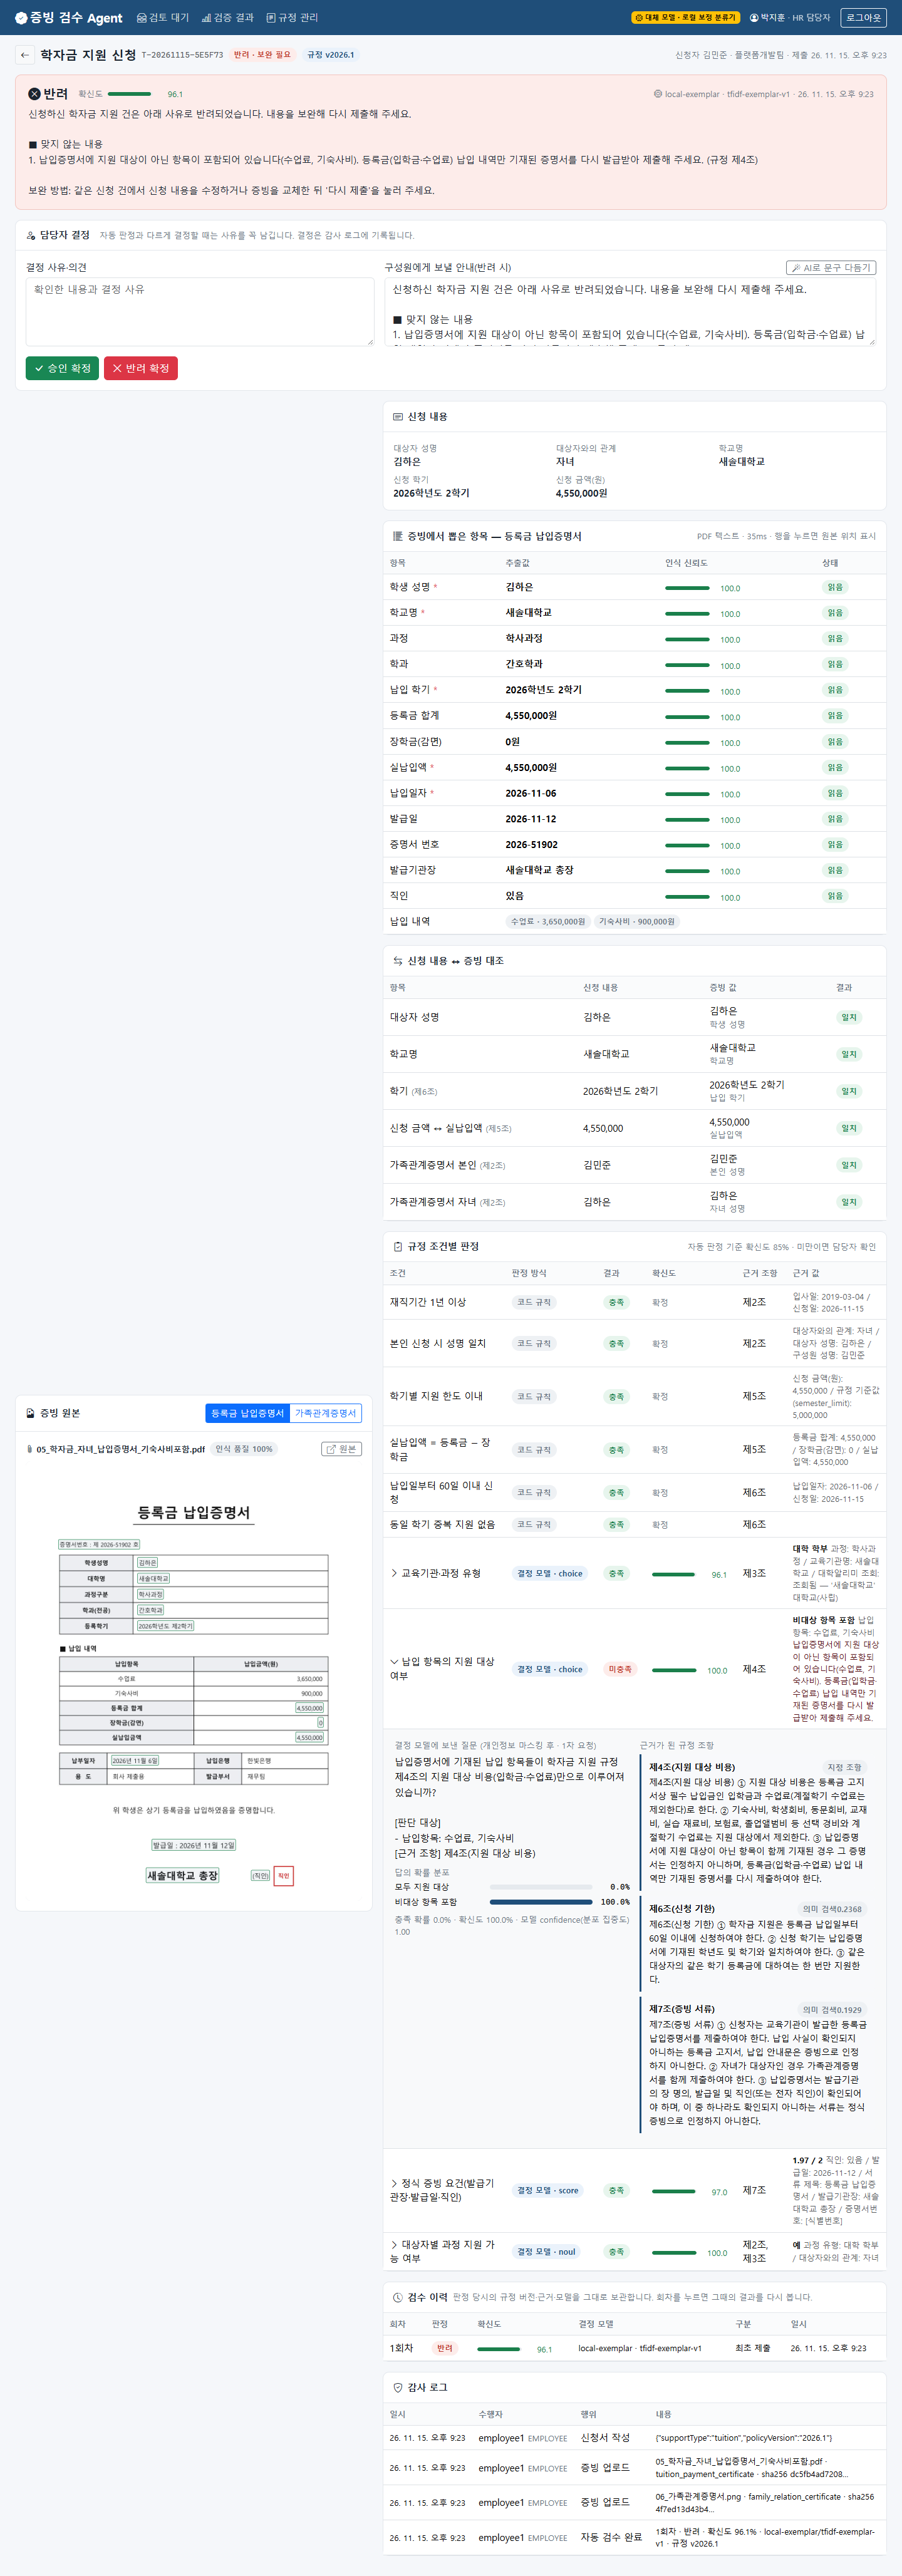 증빙 검수 Agent 검토 대기 검증 결과 규정 관리 대체 모델 · 로컬 보정 분류기 박지훈 · HR 담당자 로그아웃
학자금 지원 신청 T-20261115-5E5F73 반려 · 보완 필요 규정 v2026.1 신청자 김민준 · 플랫폼개발팀 · 제출 26. 11. 15. 오후 9:23
반려 확신도 96.1 local-exemplar · tfidf-exemplar-v1 · 26. 11. 15. 오후 9:23
신청하신 학자금 지원 건은 아래 사유로 반려되었습니다. 내용을 보완해 다시 제출해 주세요.
■ 맞지 않는 내용
1. 납입증명서에 지원 대상이 아닌 항목이 포함되어 있습니다(수업료, 기숙사비). 등록금(입학금·수업료) 납입 내역만 기재된 증명서를 다시 발급받아 제출해 주세요. (규정 제4조)
보완 방법: 같은 신청 건에서 신청 내용을 수정하거나 증빙을 교체한 뒤 '다시 제출'을 눌러 주세요.
담당자 결정 자동 판정과 다르게 결정할 때는 사유를 꼭 남깁니다. 결정은 감사 로그에 기록됩니다.
결정 사유·의견 구성원에게 보낼 안내(반려 시) AI로 문구 다듬기
확인한 내용과 결정 사유
신청하신 학자금 지원 건은 아래 사유로 반려되었습니다. 내용을 보완해 다시 제출해 주세요.
■ 맞지 않는 내용
1. 납입증명서에 지원 대상이 아닌 항목이 포함되어 있습니다(수업료, 기숙사비). 등록금(입학금·수업료) 납
승인 확정 반려 확정
신청 내용
대상자 성명 대상자와의 관계 학교명
김하은 자녀 새솔대학교
신청 학기 신청 금액(원)
2026학년도 2학기 4,550,000원
증빙에서 뽑은 항목 — 등록금 납입증명서 PDF 텍스트 · 35ms · 행을 누르면 원본 위치 표시
항목 추출값 인식 신뢰도 상태
학생 성명 * 김하은 100.0 읽음
학교명 * 새솔대학교 100.0 읽음
과정 학사과정 100.0 읽음
학과 간호학과 100.0 읽음
납입 학기 * 2026학년도 2학기 100.0 읽음
등록금 합계 4,550,000원 100.0 읽음
장학금(감면) 0원 100.0 읽음
실납입액 * 4,550,000원 100.0 읽음
납입일자 * 2026-11-06 100.0 읽음
발급일 2026-11-12 100.0 읽음
증명서 번호 2026-51902 100.0 읽음
발급기관장 새솔대학교 총장 100.0 읽음
직인 있음 100.0 읽음
납입 내역 수업료 · 3,650,000원 기숙사비 · 900,000원
신청 내용 ↔ 증빙 대조
항목 신청 내용 증빙 값 결과
대상자 성명 김하은 김하은 일치
학생 성명
학교명 새솔대학교 새솔대학교 일치
학교명
학기 (제6조) 2026학년도 2학기 2026학년도 2학기 일치
납입 학기
신청 금액 ↔ 실납입액 (제5조) 4,550,000 4,550,000 일치
실납입액
가족관계증명서 본인 (제2조) 김민준 김민준 일치
본인 성명
가족관계증명서 자녀 (제2조) 김하은 김하은 일치
자녀 성명
규정 조건별 판정 자동 판정 기준 확신도 85% · 미만이면 담당자 확인
조건 판정 방식 결과 확신도 근거 조항 근거 값
재직기간 1년 이상 코드 규칙 충족 확정 제2조 입사일: 2019-03-04 /
신청일: 2026-11-15
본인 신청 시 성명 일치 코드 규칙 충족 확정 제2조 대상자와의 관계: 자녀 /
대상자 성명: 김하은 /
구성원 성명: 김민준
학기별 지원 한도 이내 코드 규칙 충족 확정 제5조 신청 금액(원):
4,550,000 / 규정 기준값
(semester_limit):
5,000,000
실납입액 = 등록금 − 장
학금 코드 규칙 충족 확정 제5조 등록금 합계: 4,550,000
/ 장학금(감면): 0 / 실납
입액: 4,550,000
납입일부터 60일 이내 신
청 코드 규칙 충족 확정 제6조 납입일자: 2026-11-06 /
신청일: 2026-11-15
동일 학기 중복 지원 없음 코드 규칙 충족 확정 제6조
교육기관·과정 유형 결정 모델 · choice 충족 96.1 제3조 대학 학부 과정: 학사과
정 / 교육기관명: 새솔대
학교 / 대학알리미 조회:
조회됨 — '새솔대학교'
대학교(사립)
납입 항목의 지원 대상
여부 결정 모델 · choice 미충족 100.0 제4조 비대상 항목 포함 납입
항목: 수업료, 기숙사비
납입증명서에 지원 대상
이 아닌 항목이 포함되
어 있습니다(수업료, 기
숙사비). 등록금(입학금·
수업료) 납입 내역만 기
재된 증명서를 다시 발
급받아 제출해 주세요.
결정 모델에 보낸 질문 (개인정보 마스킹 후 · 1자 요청)
납입증명서에 기재된 납입 항목들이 학자금 지원 규정
제4조의 지원 대상 비용(입학금·수업료)만으로 이루어져
있습니까?
[판단 대상]
- 납입항목: 수업료, 기숙사비
[근거 조항] 제4조(지원 대상 비용)
답의 확률 분포
모두 지원 대상 0.0%
비대상 항목 포함 100.0%
충족 확률 0.0% · 확신도 100.0% · 모델 confidence(분포 집중도)
1.00
근거가 된 규정 조항
제4조(지원 대상 비용) 지정 조항
제4조(지원 대상 비용) ① 지원 대상 비용은 등록금 고지
서상 필수 납입금인 입학금과 수업료(계절학기 수업료는
제외한다)로 한다. ② 기숙사비, 학생회비, 동문회비, 교재
비, 실습 재료비, 보험료, 졸업앨범비 등 선택 경비와 계
절학기 수업료는 지원 대상에서 제외한다. ③ 납입증명
서에 지원 대상이 아닌 항목이 함께 기재된 경우 그 증명
서는 인정하지 아니하며, 등록금(입학금·수업료) 납입 내
역만 기재된 증명서를 다시 제출하여야 한다.
제6조(신청 기한) 의미 검색0.2368
제6조(신청 기한) ① 학자금 지원은 등록금 납입일부터
60일 이내에 신청하여야 한다. ② 신청 학기는 납입증명
서에 기재된 학년도 및 학기와 일치하여야 한다. ③ 같은
대상자의 같은 학기 등록금에 대하여는 한 번만 지원한
다.
제7조(증빙 서류) 의미 검색0.1929
제7조(증빙 서류) ① 신청자는 교육기관이 발급한 등록금
납입증명서를 제출하여야 한다. 납입 사실이 확인되지
아니하는 등록금 고지서, 납입 안내문은 증빙으로 인정
하지 아니한다. ② 자녀가 대상자인 경우 가족관계증명
서를 함께 제출하여야 한다. ③ 납입증명서는 발급기관
의 장 명의, 발급일 및 직인(또는 전자 직인)이 확인되어
야 하며, 이 중 하나라도 확인되지 아니하는 서류는 정식
증빙으로 인정하지 아니한다.
정식 증빙 요건(발급기
관장·발급일·직인) 결정 모델 · score 충족 97.0 제7조 1.97 / 2 직인: 있음 / 발
급일: 2026-11-12 / 서
류 제목: 등록금 납입증
명서 / 발급기관장: 새솔
대학교 총장 / 증명서번
호: [식별번호]
대상자별 과정 지원 가
능 여부 결정 모델 · noul 충족 100.0 제2조,
제3조 예 과정 유형: 대학 학부
/ 대상자와의 관계: 자녀
증빙 원본 등록금 납입증명서 가족관계증명서
05_학자금_자녀_납입증명서_기숙사비포함.pdf 인식 품질 100% 원본
등록금 납입증명서
증명서번호 : 제 2026-51902 호
학생성명 김하은
대학명 새솔대학교
과정구분 학사과정
학과(전공) 간호학과
등록학기 2026학년도 제2학기
■ 납입 내역
납입항목 납입금액(원)
수업료 3,650,000
기숙사비 900,000
등록금 합계 4,550,000
장학금(감면) 0
실납입금액 4,550,000
납부일자 2026년 11월 6일 납입은행 한빛은행
용 도 회사 제출용 발급부서 재무팀
위 학생은 상기 등록금을 납입하였음을 증명합니다.
발급일 : 2026년 11월 12일
새솔대학교 총장 (직인) 직인
검수 이력 판정 당시의 규정 버전·근거·모델을 그대로 보관합니다. 회차를 누르면 그때의 결과를 다시 봅니다.
회차 판정 확신도 결정 모델 구분 일시
1회차 반려 96.1 local-exemplar · tfidf-exemplar-v1 최초 제출 26. 11. 15. 오후 9:23
감사 로그
일시 수행자 행위 내용
26. 11. 15. 오후 9:23 employee1 EMPLOYEE 신청서 작성 {"supportType":"tuition","policyVersion":"2026.1"}
26. 11. 15. 오후 9:23 employee1 EMPLOYEE 증빙 업로드 05_학자금_자녀_납입증명서_기숙사비포함.pdf ·
tuition_payment_certificate · sha256 dc5fb4ad7208…
26. 11. 15. 오후 9:23 employee1 EMPLOYEE 증빙 업로드 06_가족관계증명서.png · family_relation_certificate · sha256
4f7ed13d43b4…
26. 11. 15. 오후 9:23 employee1 EMPLOYEE 자동 검수 완료 1회차 · 반려 · 확신도 96.1% · local-exemplar/tfidf-exemplar-
v1 · 규정 v2026.1